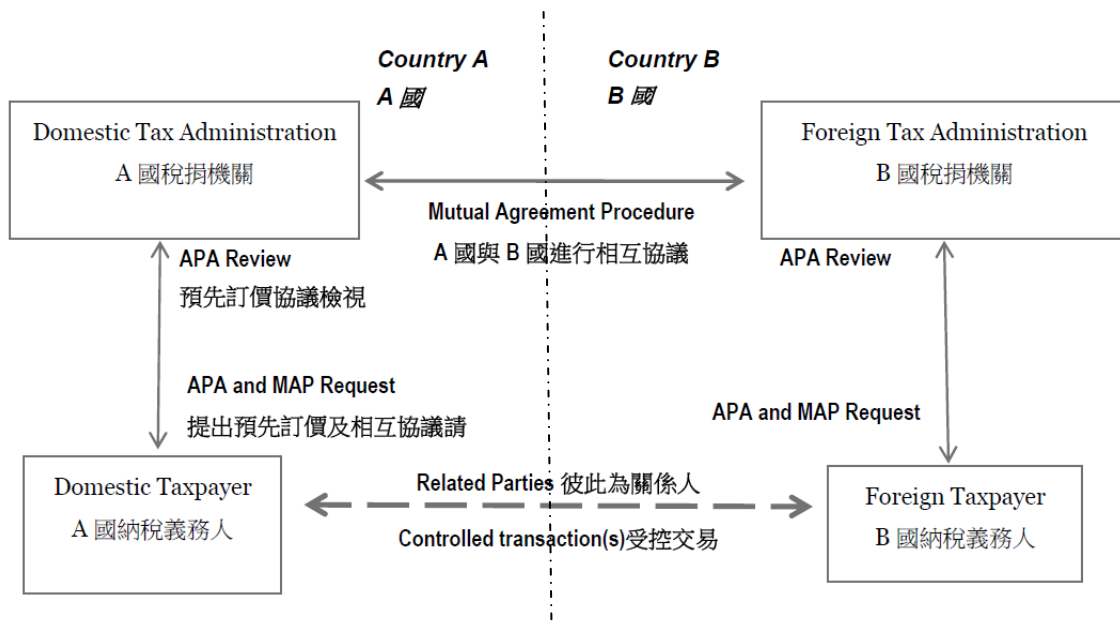 Country A
A 國
Country B
B 國
Domestic Tax Administration
A 國稅捐機關
Foreign Tax Administration
B 國稅捐機關
Mutual Agreement Procedure
A 國與 B 國進行相互協議
APA Review
預先訂價協議檢視
APA Review
APA and MAP Request
提出預先訂價及相互協議請
APA and MAP Request
Domestic Taxpayer
A 國納稅義務人
Related Parties 彼此為關係人
Controlled transaction(s)受控交易
Foreign Taxpayer
B 國納稅義務人